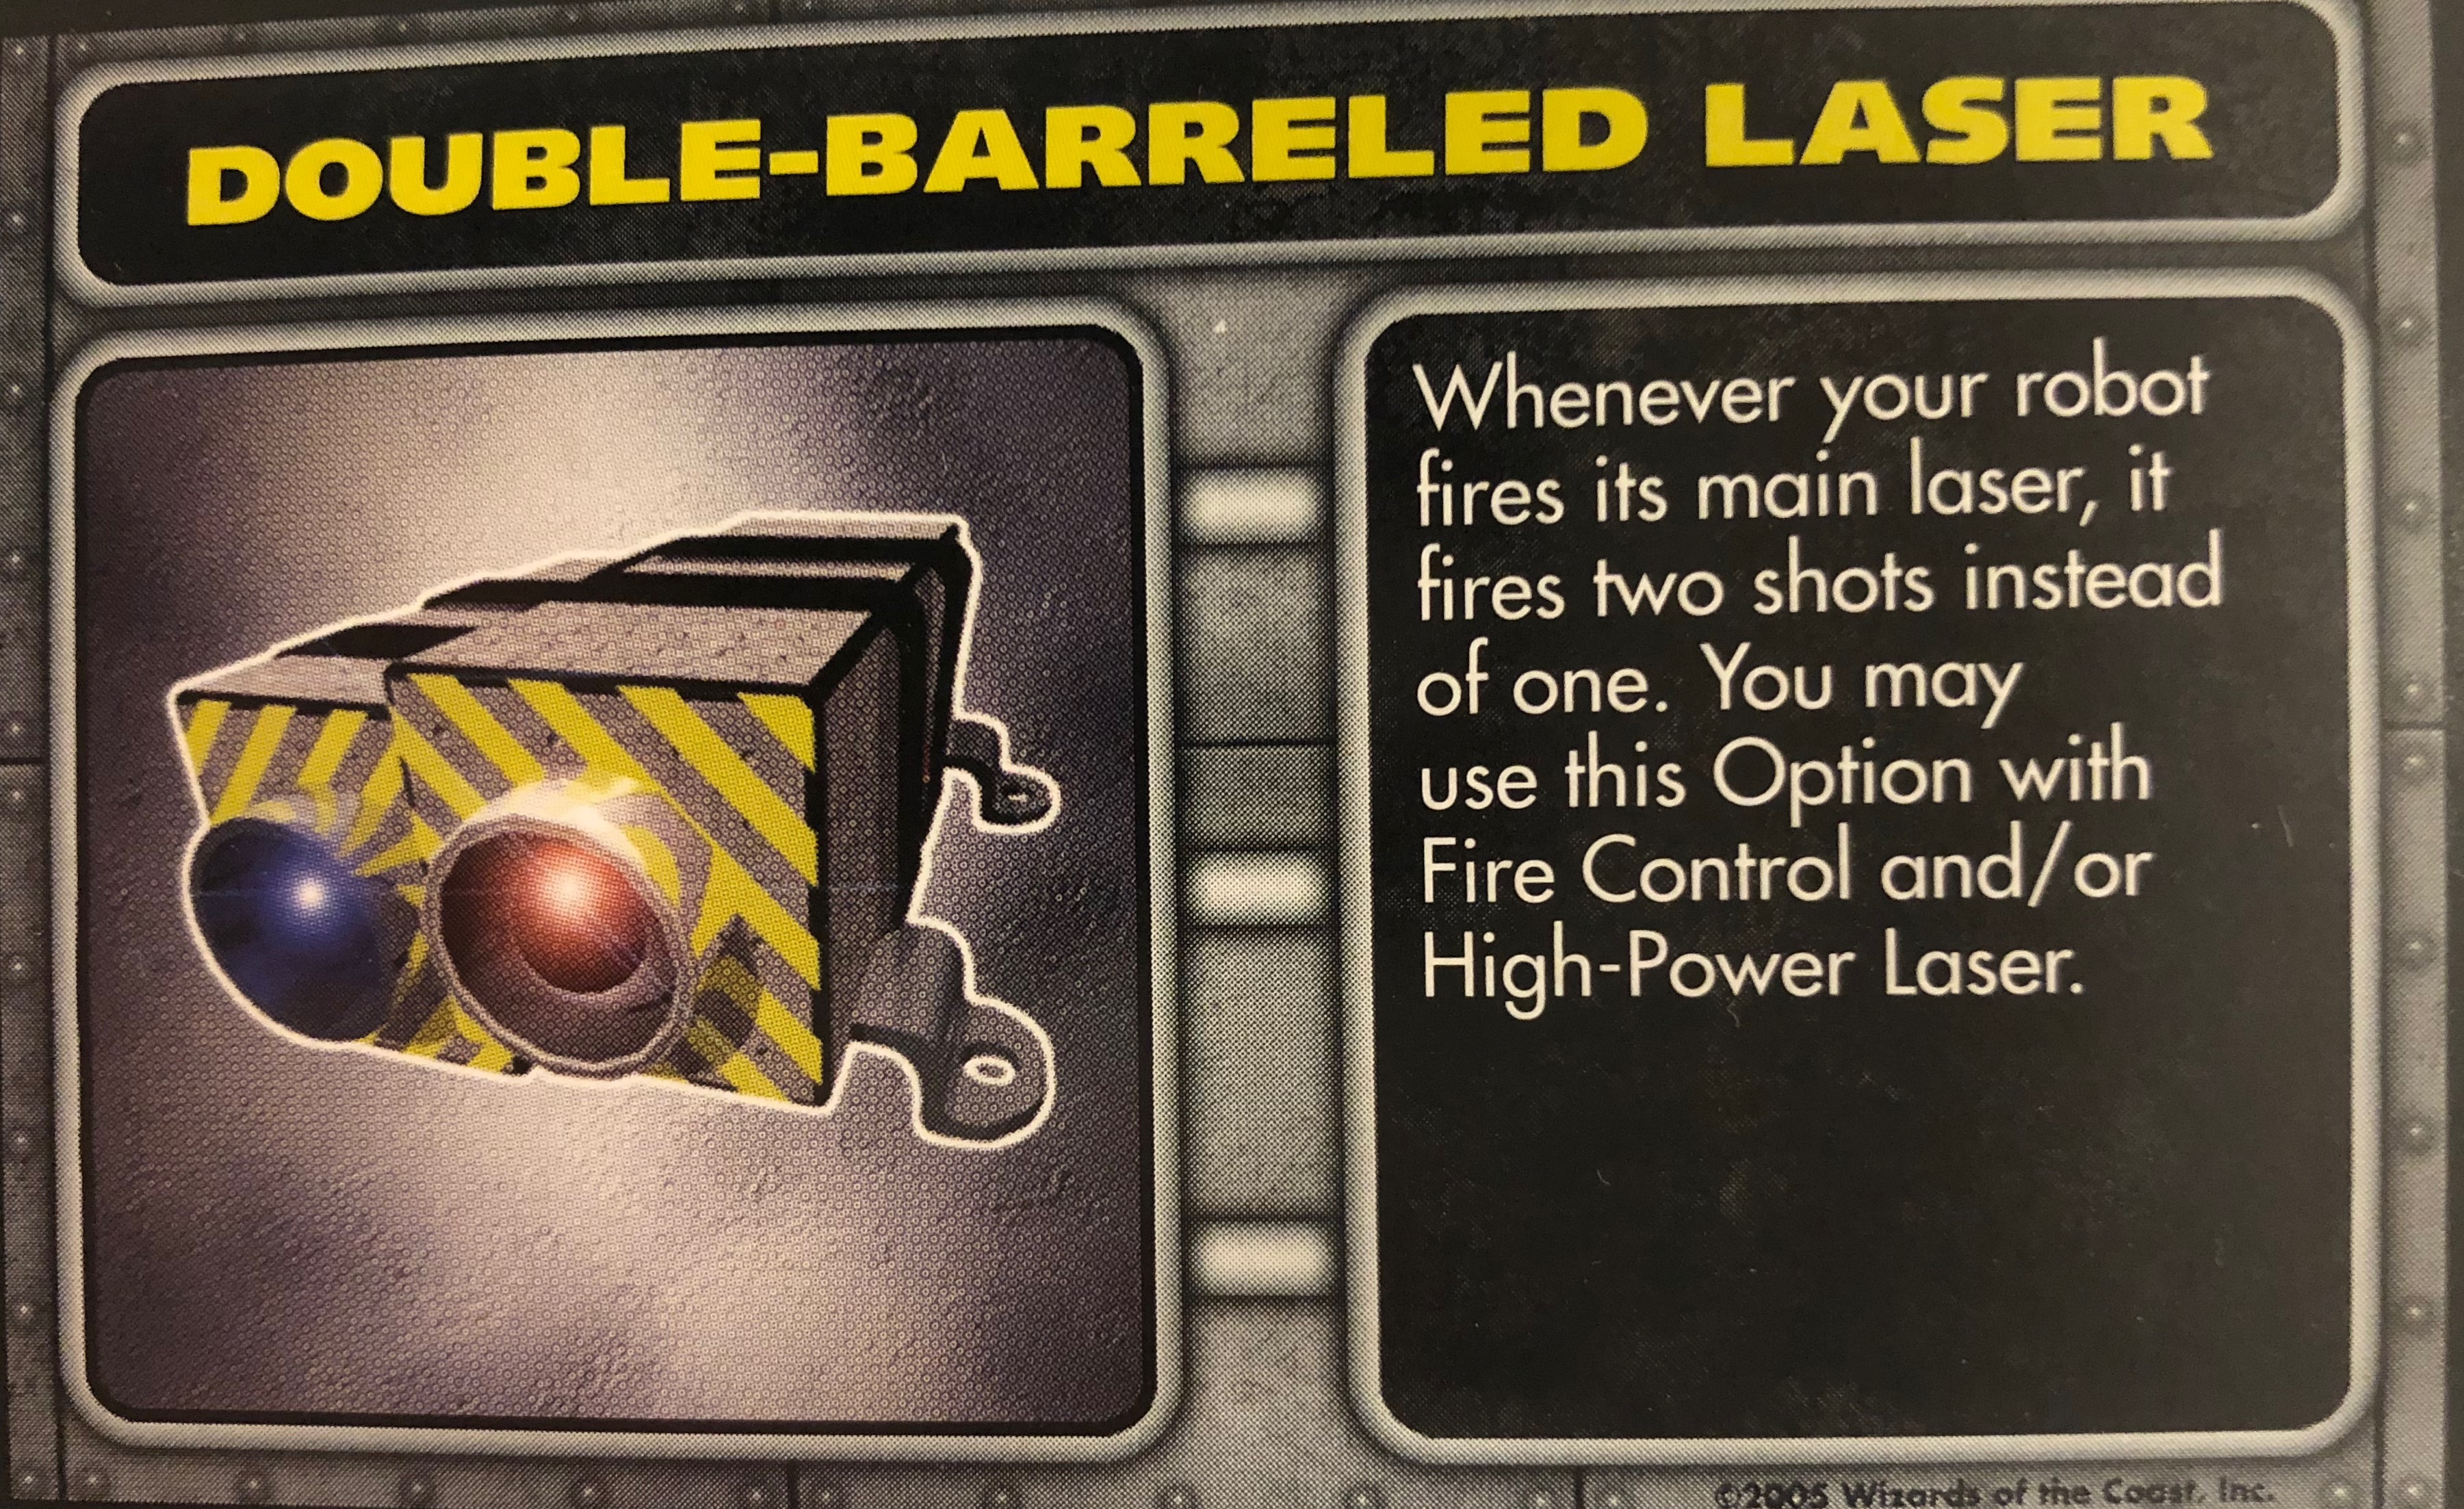 DOUBLE-BARRELED LASER
Whenever your robot
fires its main laser, it
fires two shots instead
of one. You may
use this Option with
Fire Control and/or
High-Power Laser.
©2005 Wizards of the Coast, Inc.